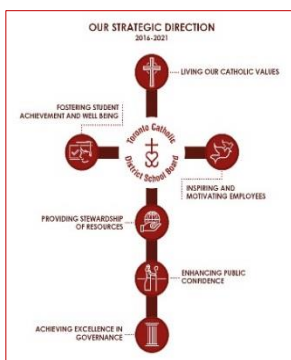 OUR STRATEGIC DIRECTION
2016-2021
LIVING OUR CATHOLIC VALUES
FOSTERING STUDENT
ACHIEVEMENT AND WELL BEING
Toronto Catholic
District School Board
INSPIRING AND
MOTIVATING EMPLOYEES
PROVIDING STEWARDSHIP
OF RESOURCES
ENHANCING PUBLIC
CONFIDENCE
ACHIEVING EXCELLENCE IN
GOVERNANCE